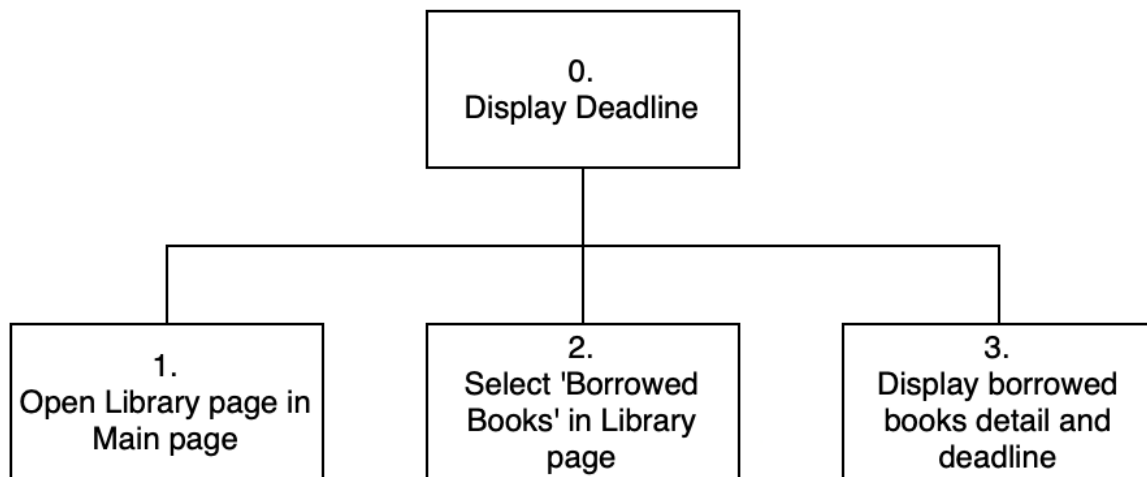 0.
Display Deadline
1.
Open Library page in
Main page
2.
Select 'Borrowed
Books' in Library
page
3.
Display borrowed
books detail and
deadline